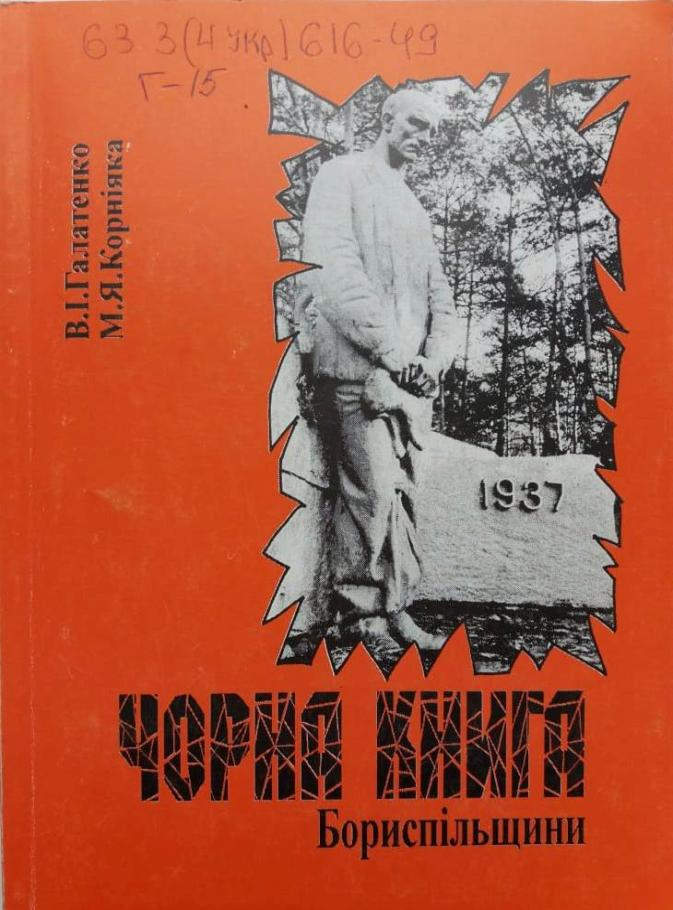 63 3(4 Укр) 616-49
Г-15
В.І.Галатенко
М.Я.Корніяка
1937
ЧОРНА КНИГА
Бориспільщини